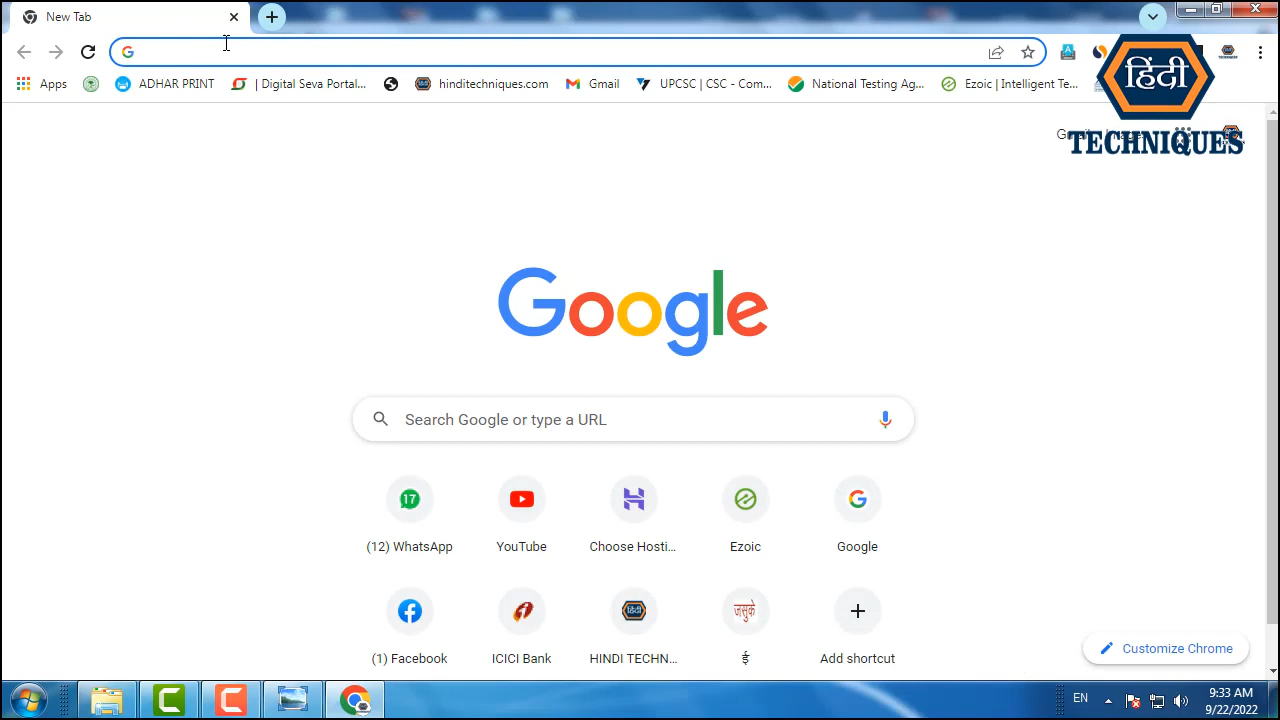 New Tab
Apps
ADHAR PRINT
| Digital Seva Portal...
hinditechniques.com
Gmail
UPCSC | CSC - Com...
National Testing Ag...
Ezoic | Intelligent Te...
हिंदी
TECHNIQUES
Google
Search Google or type a URL
17
(12) WhatsApp
YouTube
Choose Hosti...
Ezoic
Google
हिंदी
जसुके
(1) Facebook
ICICI Bank
HINDI TECHN...
ई
Add shortcut
Customize Chrome
EN
9:33 AM
9/22/2022